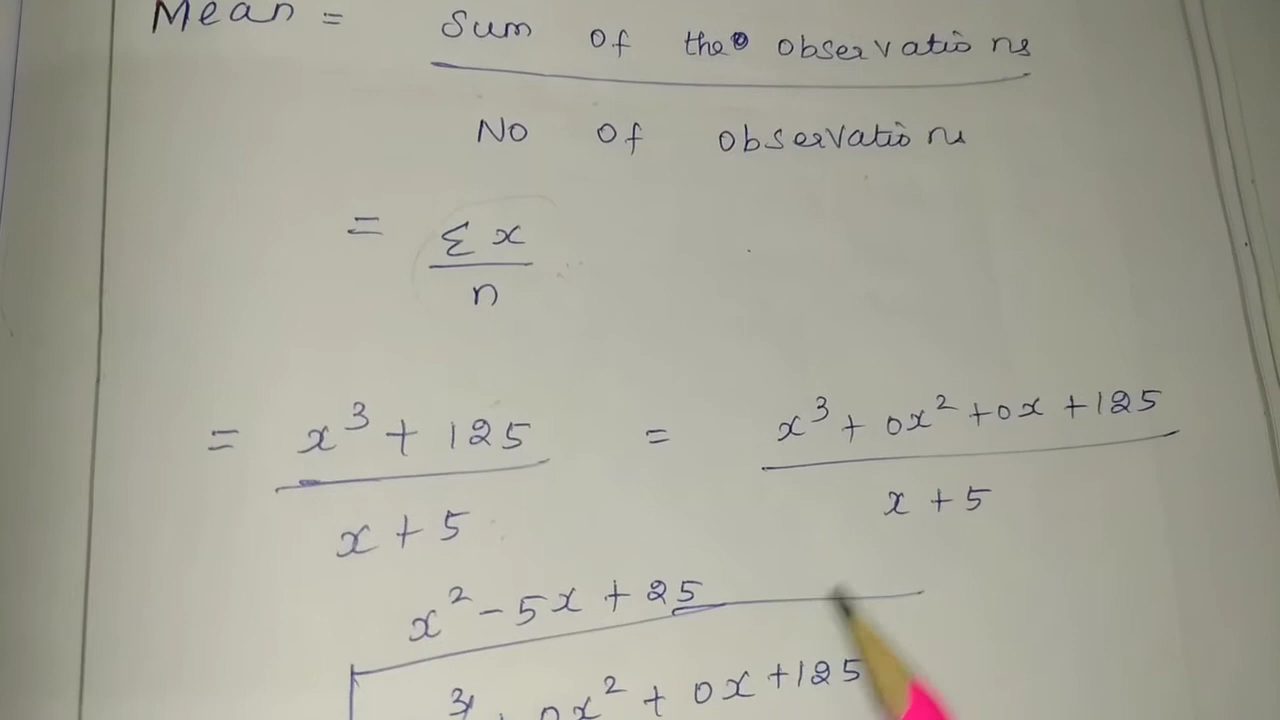 Mean = Sum of the observations
No of observations
= Σx
n
= x³ + 125 = x³ + 0x² + 0x + 125
x + 5 x + 5
x² - 5x + 25
x³ + 0x² + 0x + 125